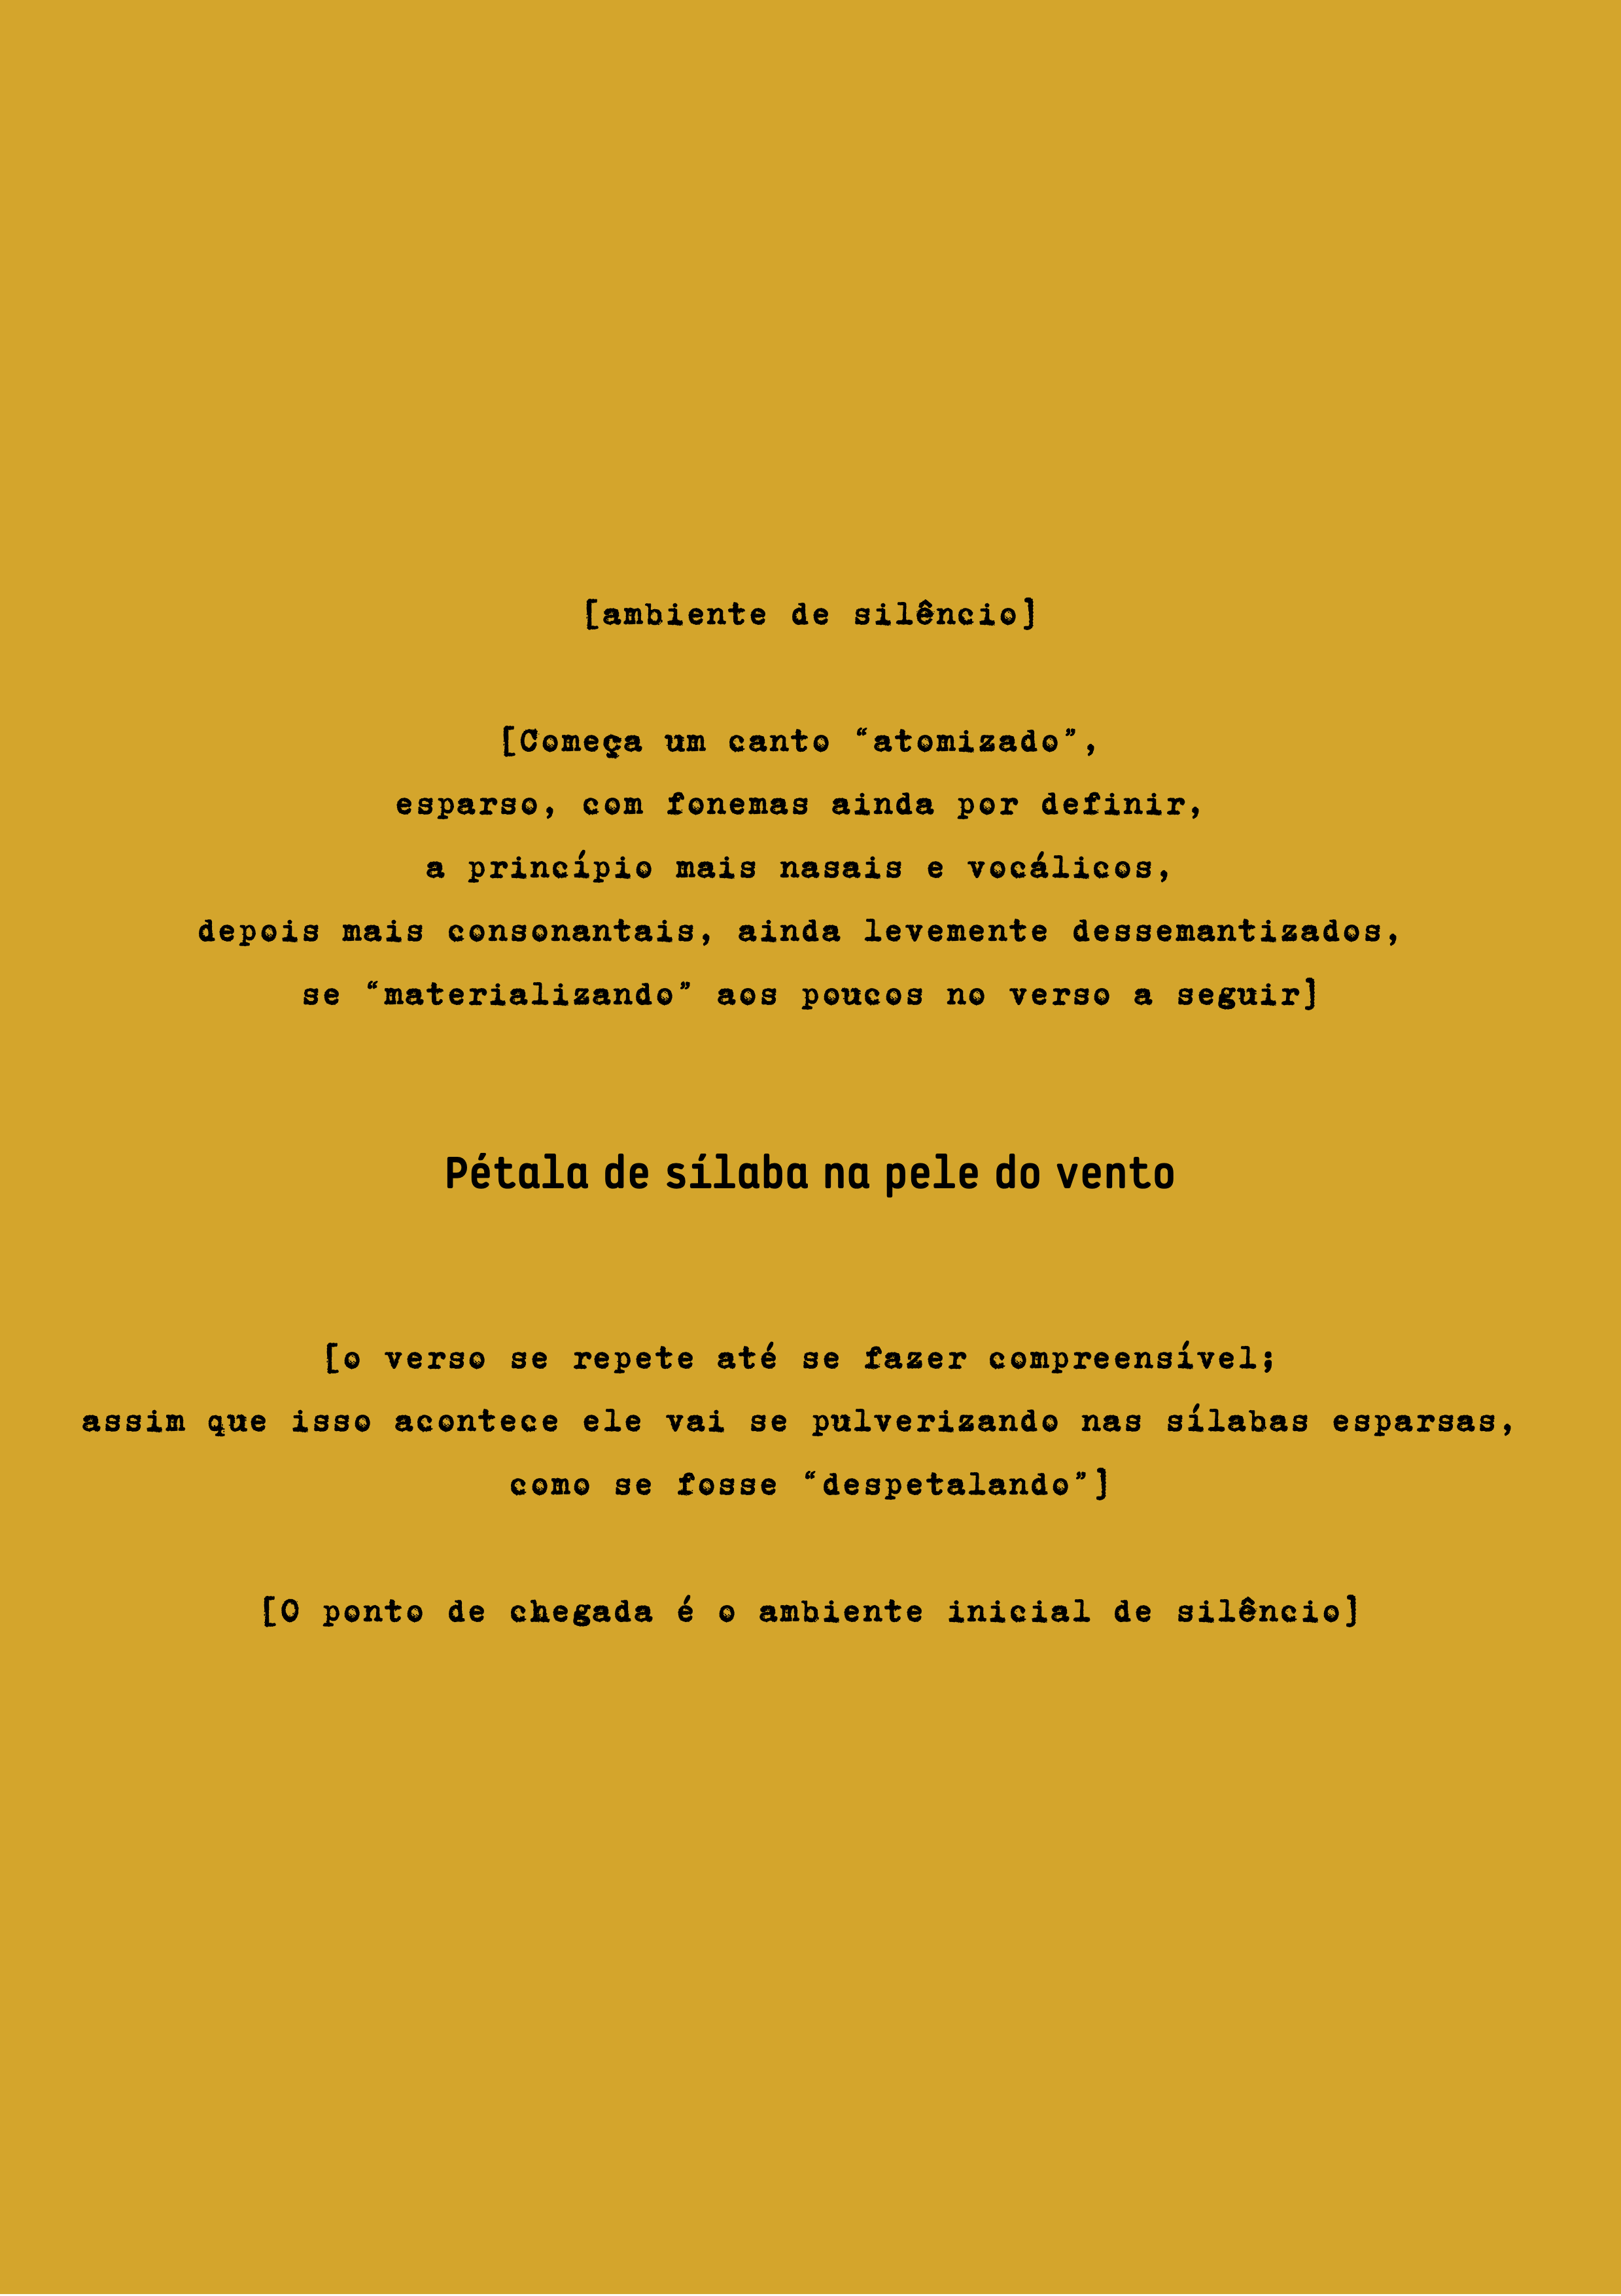 [ambiente de silêncio]
[Começa um canto “atomizado”,
esparso, com fonemas ainda por definir,
a princípio mais nasais e vocálicos,
depois mais consonantais, ainda levemente dessemantizados,
se “materializando” aos poucos no verso a seguir]
Pétala de sílaba na pele do vento
[o verso se repete até se fazer compreensível;
assim que isso acontece ele vai se pulverizando nas sílabas esparsas,
como se fosse “despetalando”]
[O ponto de chegada é o ambiente inicial de silêncio]